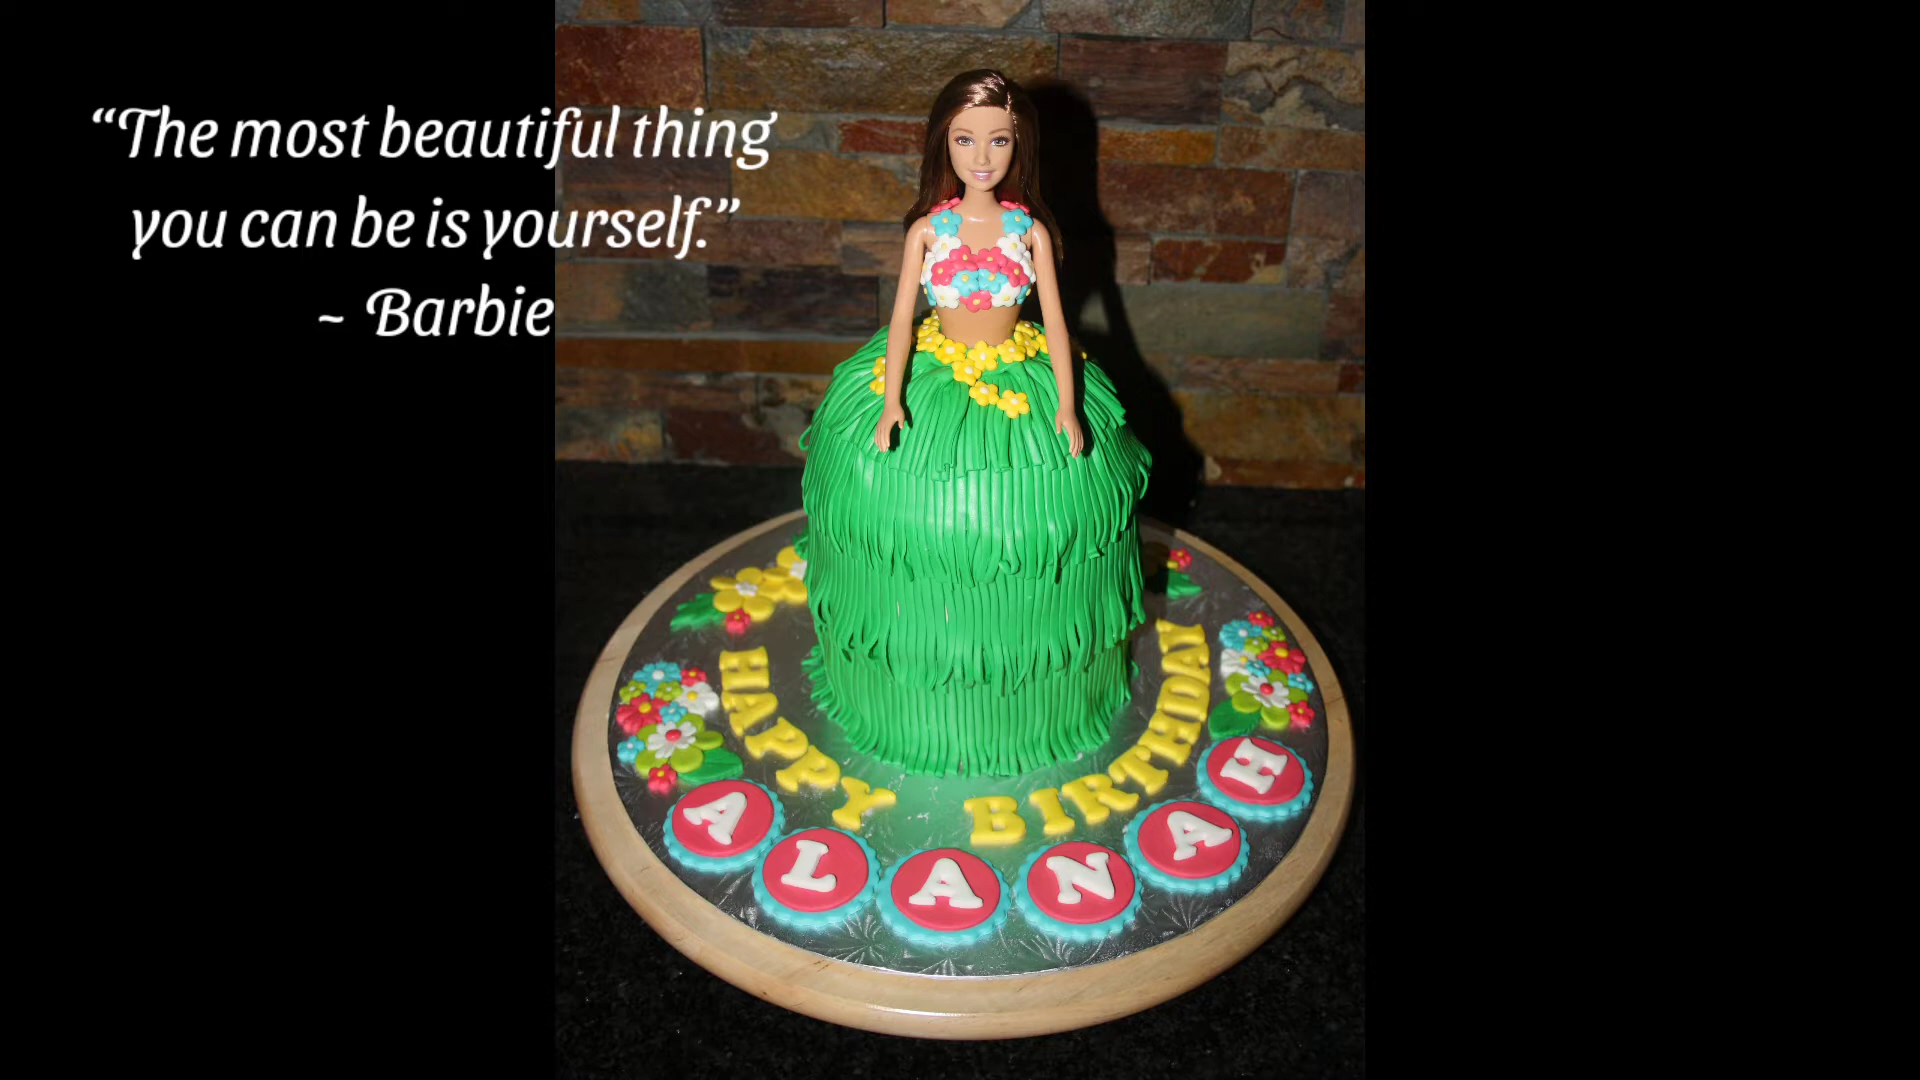 “The most beautiful thing
you can be is yourself.”
~ Barbie
HAPPY BIRTHDAY
ALANAH